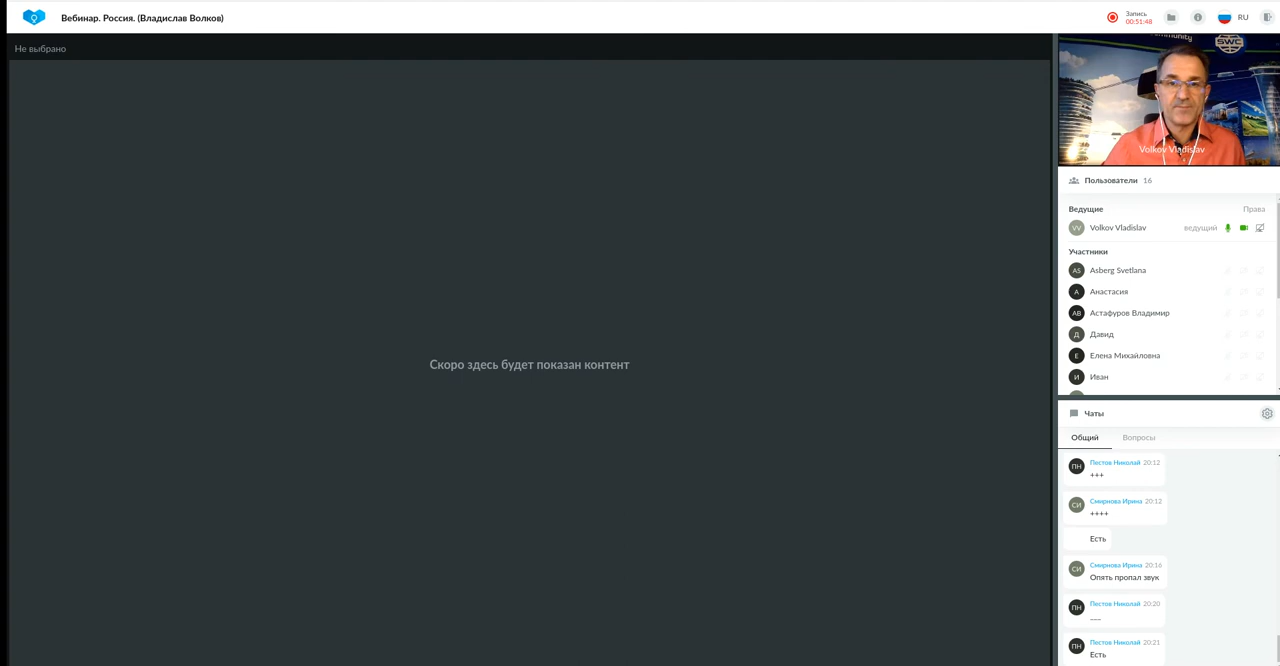 Вебинар. Россия. (Владислав Волков)
Запись
00:51:48
RU
Не выбрано
Скоро здесь будет показан контент
community
SWC
Volkov Vladislav
Пользователи 16
Ведущие Права
VV Volkov Vladislav ведущий
Участники
AS Asberg Svetlana
А Анастасия
АВ Астафуров Владимир
Д Давид
Е Елена Михайловна
И Иван
Чаты
Общий Вопросы
ПН Пестов Николай 20:12
+++
СИ Смирнова Ирина 20:12
++++
Есть
СИ Смирнова Ирина 20:16
Опять пропал звук
ПН Пестов Николай 20:20
---
ПН Пестов Николай 20:21
Есть